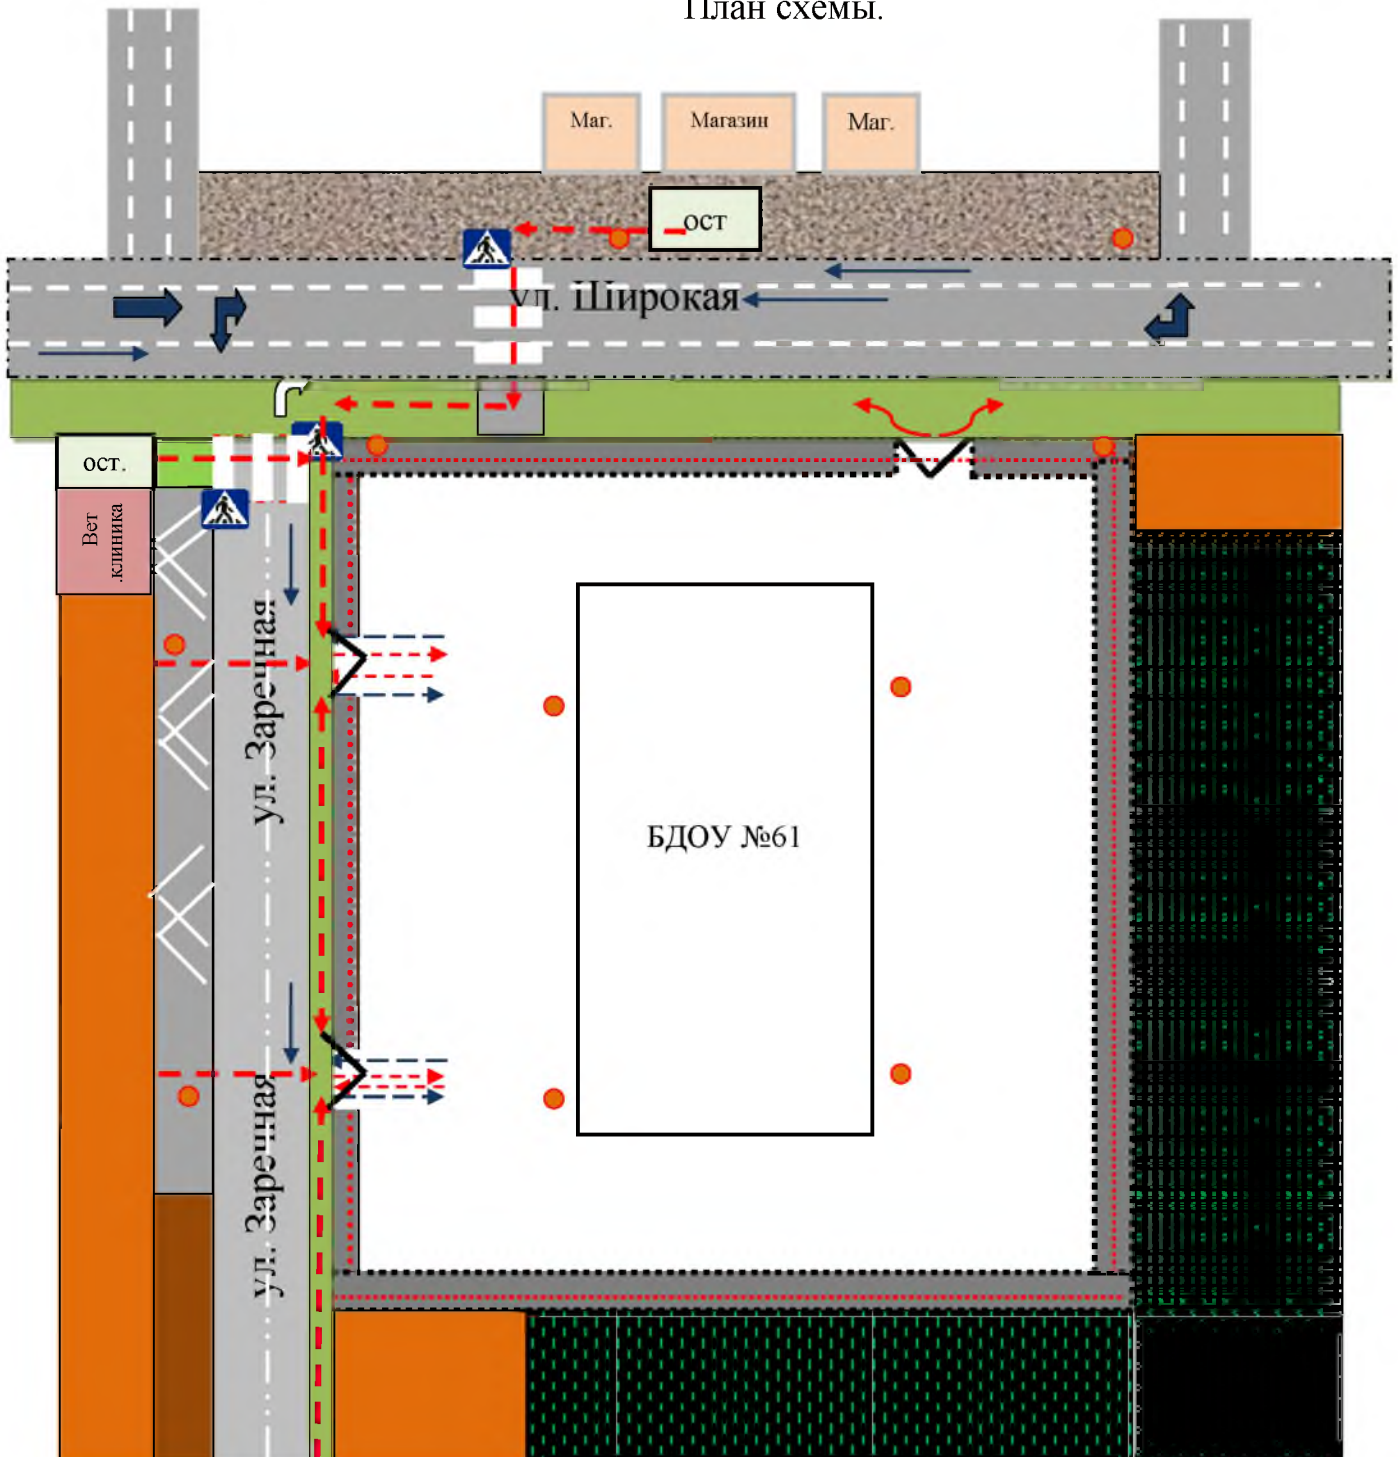 План схемы.
Маг.
Магазин
Маг.
ост
ул. Широкая
ост.
Вет
.клиника
ул. Заречная
БДОУ №61
ул. Заречная